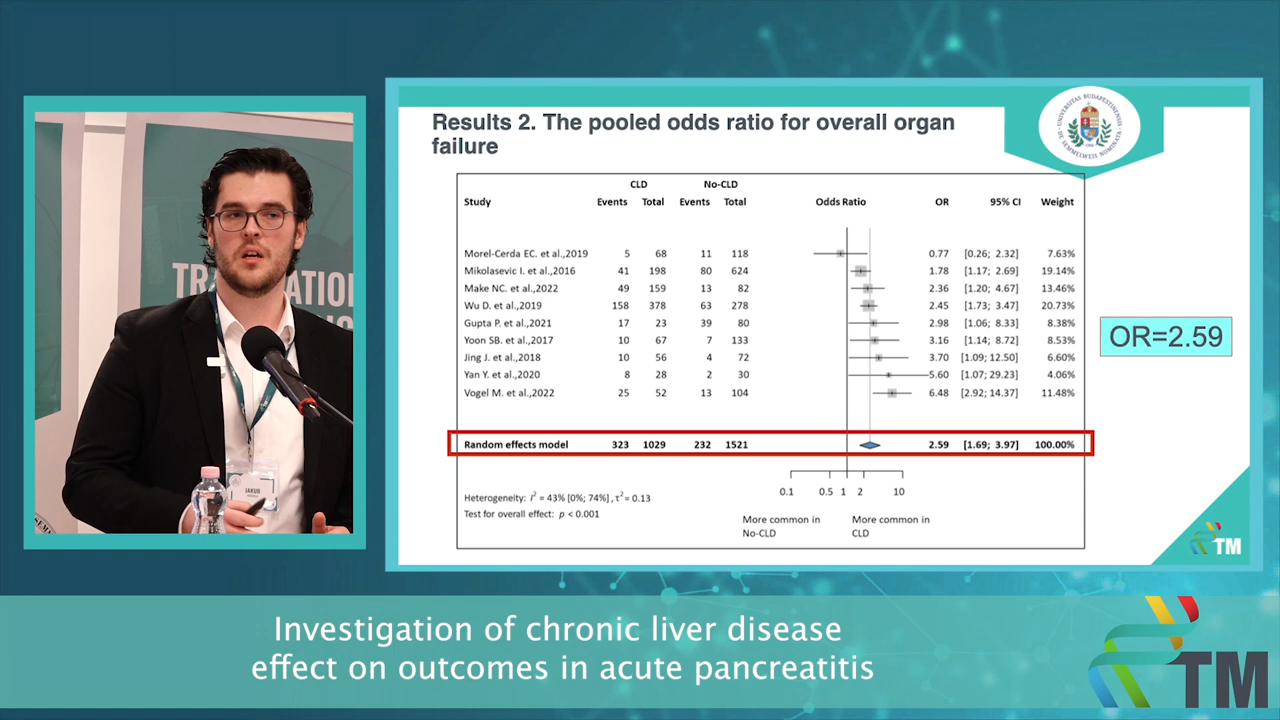 Results 2. The pooled odds ratio for overall organ
failure
UNIVERSITAS BUDAPESTINENSIS
DE SEMMELWEIS NOMINATA
CLD No-CLD
Study Events Total Events Total Odds Ratio OR 95% CI Weight
Morel-Cerda EC. et al.,2019 5 68 11 118 0.77 [0.26; 2.32] 7.63%
Mikolasevic I. et al.,2016 41 198 80 624 1.78 [1.17; 2.69] 19.14%
Make NC. et al.,2022 49 159 13 82 2.36 [1.20; 4.67] 13.46%
Wu D. et al.,2019 158 378 63 278 2.45 [1.73; 3.47] 20.73%
Gupta P. et al.,2021 17 23 39 80 2.98 [1.06; 8.33] 8.38%
Yoon SB. et al.,2017 10 67 7 133 3.16 [1.14; 8.72] 8.53%
Jing J. et al.,2018 10 56 4 72 3.70 [1.09; 12.50] 6.60%
Yan Y. et al.,2020 8 28 2 30 5.60 [1.07; 29.23] 4.06%
Vogel M. et al.,2022 25 52 13 104 6.48 [2.92; 14.37] 11.48%
Random effects model 323 1029 232 1521 2.59 [1.69; 3.97] 100.00%
0.1 0.5 1 2 10
Heterogeneity: I² = 43% [0%; 74%], τ² = 0.13
Test for overall effect: p < 0.001
More common in More common in
No-CLD CLD
OR=2.59
TM
JAKUB
Investigation of chronic liver disease
effect on outcomes in acute pancreatitis
TM